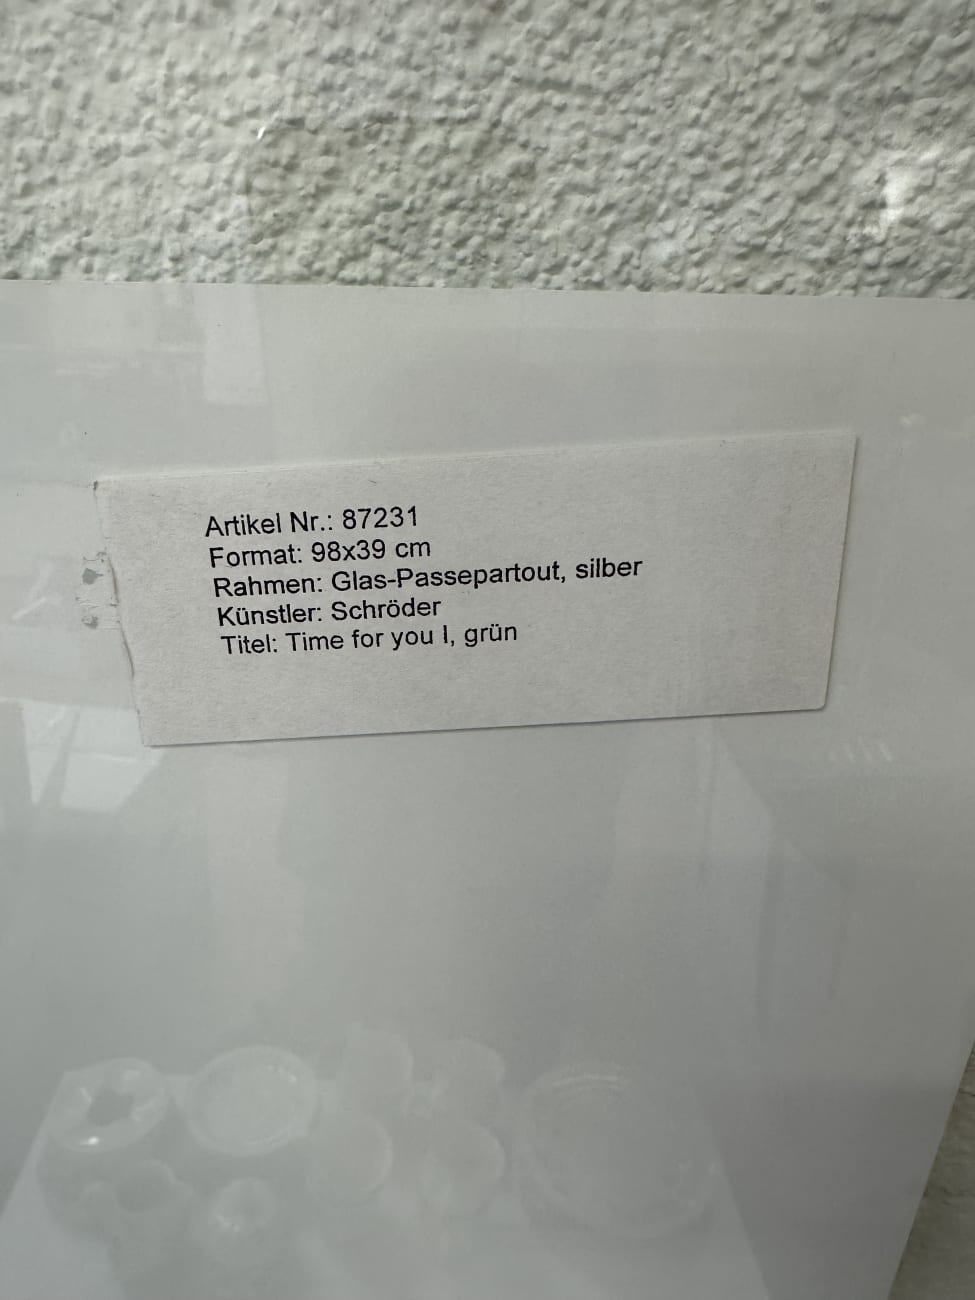 Artikel Nr.: 87231
Format: 98x39 cm
Rahmen: Glas-Passepartout, silber
Künstler: Schröder
Titel: Time for you I, grün